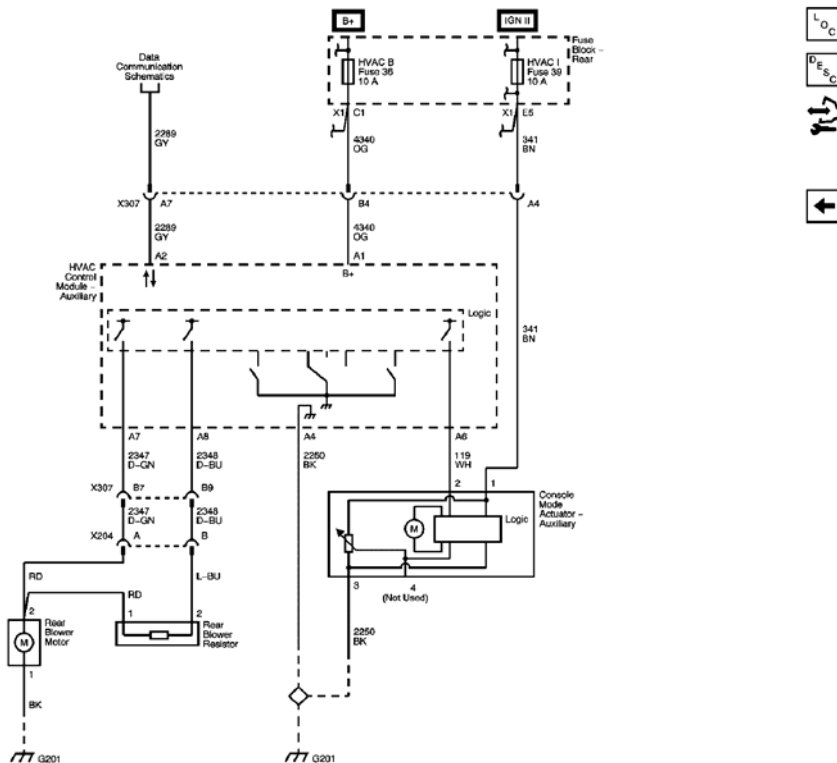 B+
IGN II
Data
Communication
Schematics
HVAC B
Fuse 36
10 A
HVAC I
Fuse 39
10 A
Fuse
Block –
Rear
X1
C1
X1
E5
2289
GY
4340
OG
341
BN
X307
A7
B4
A4
2289
GY
4340
OG
A2
A1
B+
HVAC
Control
Module –
Auxiliary
Logic
341
BN
A7
A8
A4
A6
2347
D-GN
2348
D-BU
2250
BK
119
WH
X307
B7
B9
2
1
Console
Mode
Actuator –
Auxiliary
2347
D-GN
2348
D-BU
M
Logic
X204
A
B
RD
L-BU
3
4
(Not Used)
RD
2
1
2
Rear
Blower
Motor
M
Rear
Blower
Resistor
2250
BK
1
BK
G201
G201
LOC
DESC